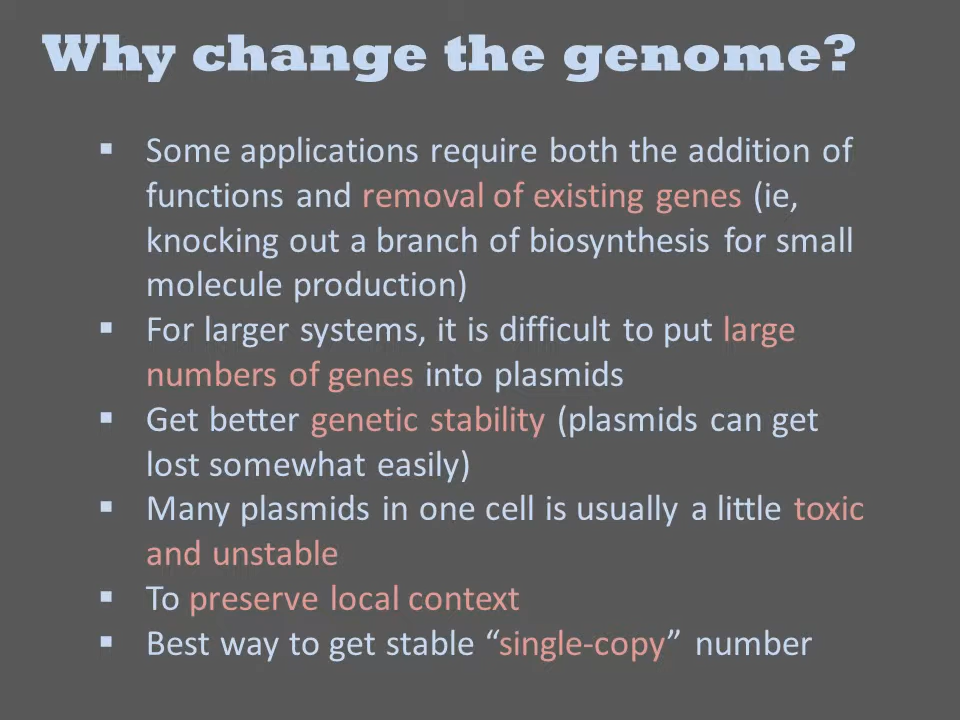 Why change the genome?
▪ Some applications require both the addition of
functions and removal of existing genes (ie,
knocking out a branch of biosynthesis for small
molecule production)
▪ For larger systems, it is difficult to put large
numbers of genes into plasmids
▪ Get better genetic stability (plasmids can get
lost somewhat easily)
▪ Many plasmids in one cell is usually a little toxic
and unstable
▪ To preserve local context
▪ Best way to get stable “single-copy” number